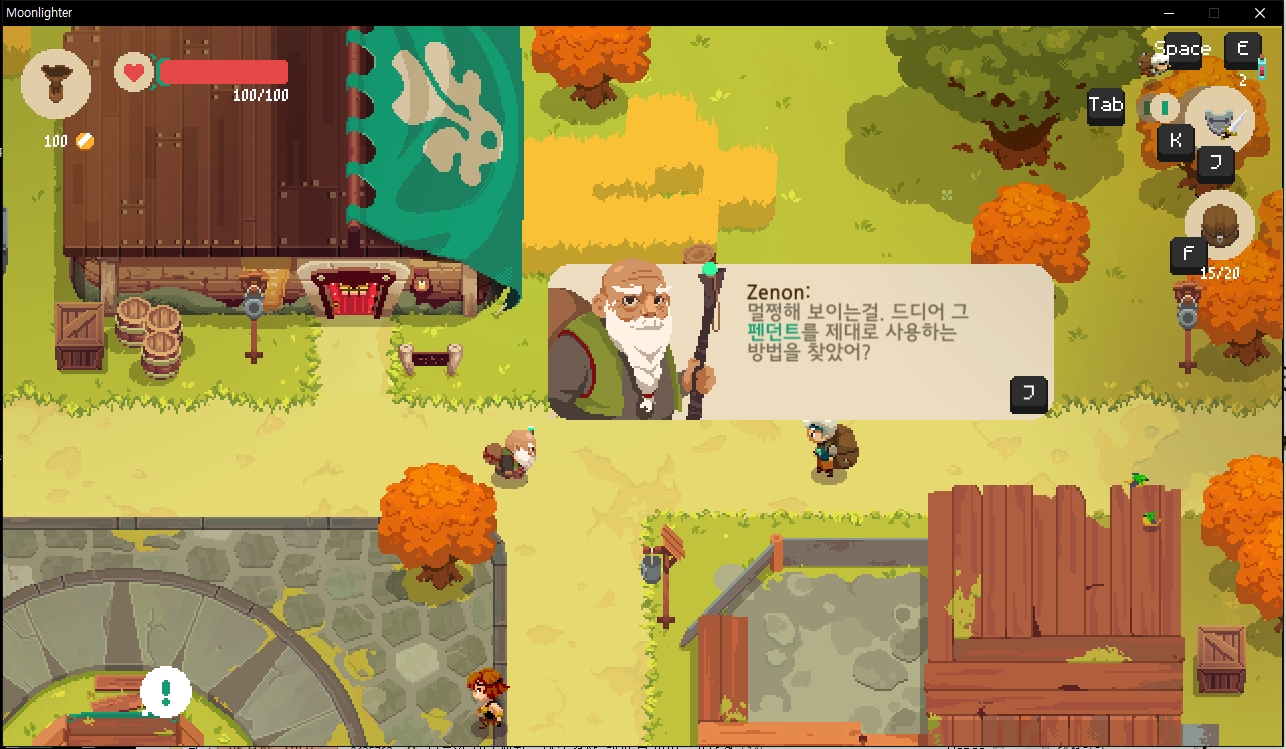 Moonlighter
Space
E
2
100/100
Tab
100
K
J
F
15/20
Zenon:
멀쩡해 보이는걸. 드디어 그
펜던트를 제대로 사용하는
방법을 찾았어?
J
!